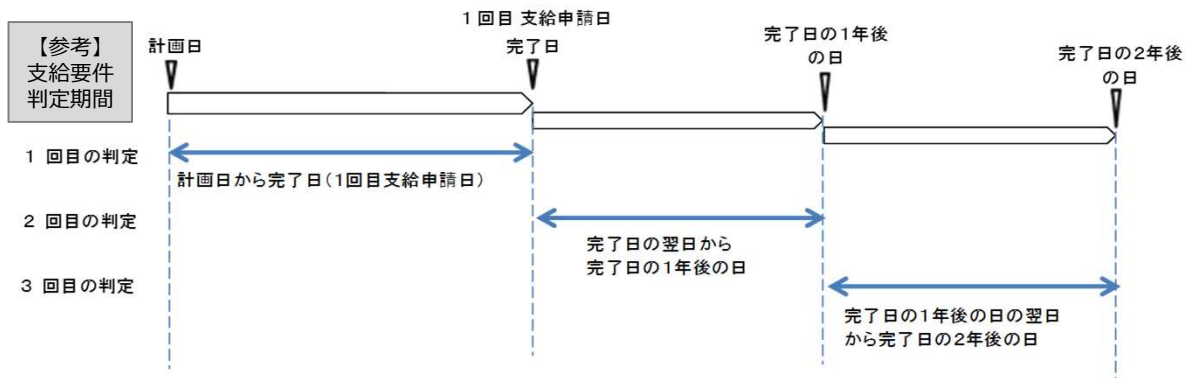 【参考】
支給要件
判定期間
計画日
1回目 支給申請日
完了日
完了日の1年後
の日
完了日の2年後
の日
1 回目の判定
計画日から完了日(1回目支給申請日)
2 回目の判定
完了日の翌日から
完了日の1年後の日
3 回目の判定
完了日の1年後の日の翌日
から完了日の2年後の日